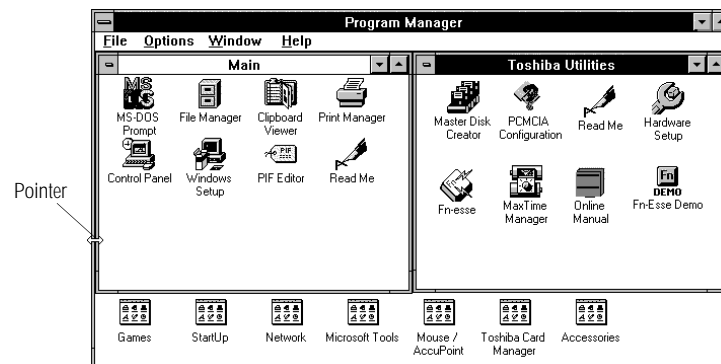 Program Manager
File Options Window Help
Main
MS-DOS Prompt
File Manager
Clipboard Viewer
Print Manager
Control Panel
Windows Setup
PIF Editor
Read Me
Toshiba Utilities
Master Disk Creator
PCMCIA Configuration
Read Me
Hardware Setup
Fn-esse
MaxTime Manager
Online Manual
Fn-Esse Demo
Pointer
Games
StartUp
Network
Microsoft Tools
Mouse / AccuPoint
Toshiba Card Manager
Accessories
MS DOS
PIF
Fn
Fn
DEMO